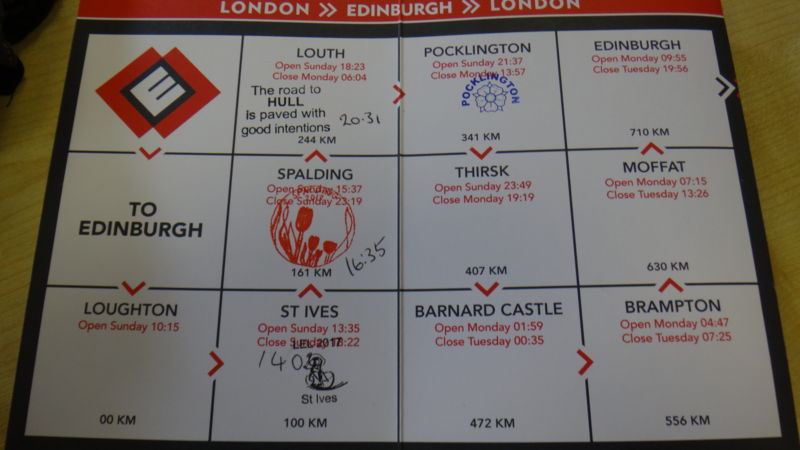 LONDON >> EDINBURGH >> LONDON
TO
EDINBURGH
LOUGHTON
Open Sunday 10:15
00 KM
ST IVES
Open Sunday 13:35
Close Sunday 18:22
LEL 2017
1402
St Ives
100 KM
SPALDING
Open Sunday 15:37
Close Sunday 23:19
16:35
161 KM
LOUTH
Open Sunday 18:23
Close Monday 06:04
The road to
HULL
Is paved with
good intentions
20.31
244 KM
POCKLINGTON
Open Sunday 21:37
Close Monday 13:57
POCKLINGTON
341 KM
THIRSK
Open Sunday 23:49
Close Monday 19:19
407 KM
BARNARD CASTLE
Open Monday 01:59
Close Tuesday 00:35
472 KM
BRAMPTON
Open Monday 04:47
Close Tuesday 07:25
556 KM
MOFFAT
Open Monday 07:15
Close Tuesday 13:26
630 KM
EDINBURGH
Open Monday 09:55
Close Tuesday 19:56
710 KM